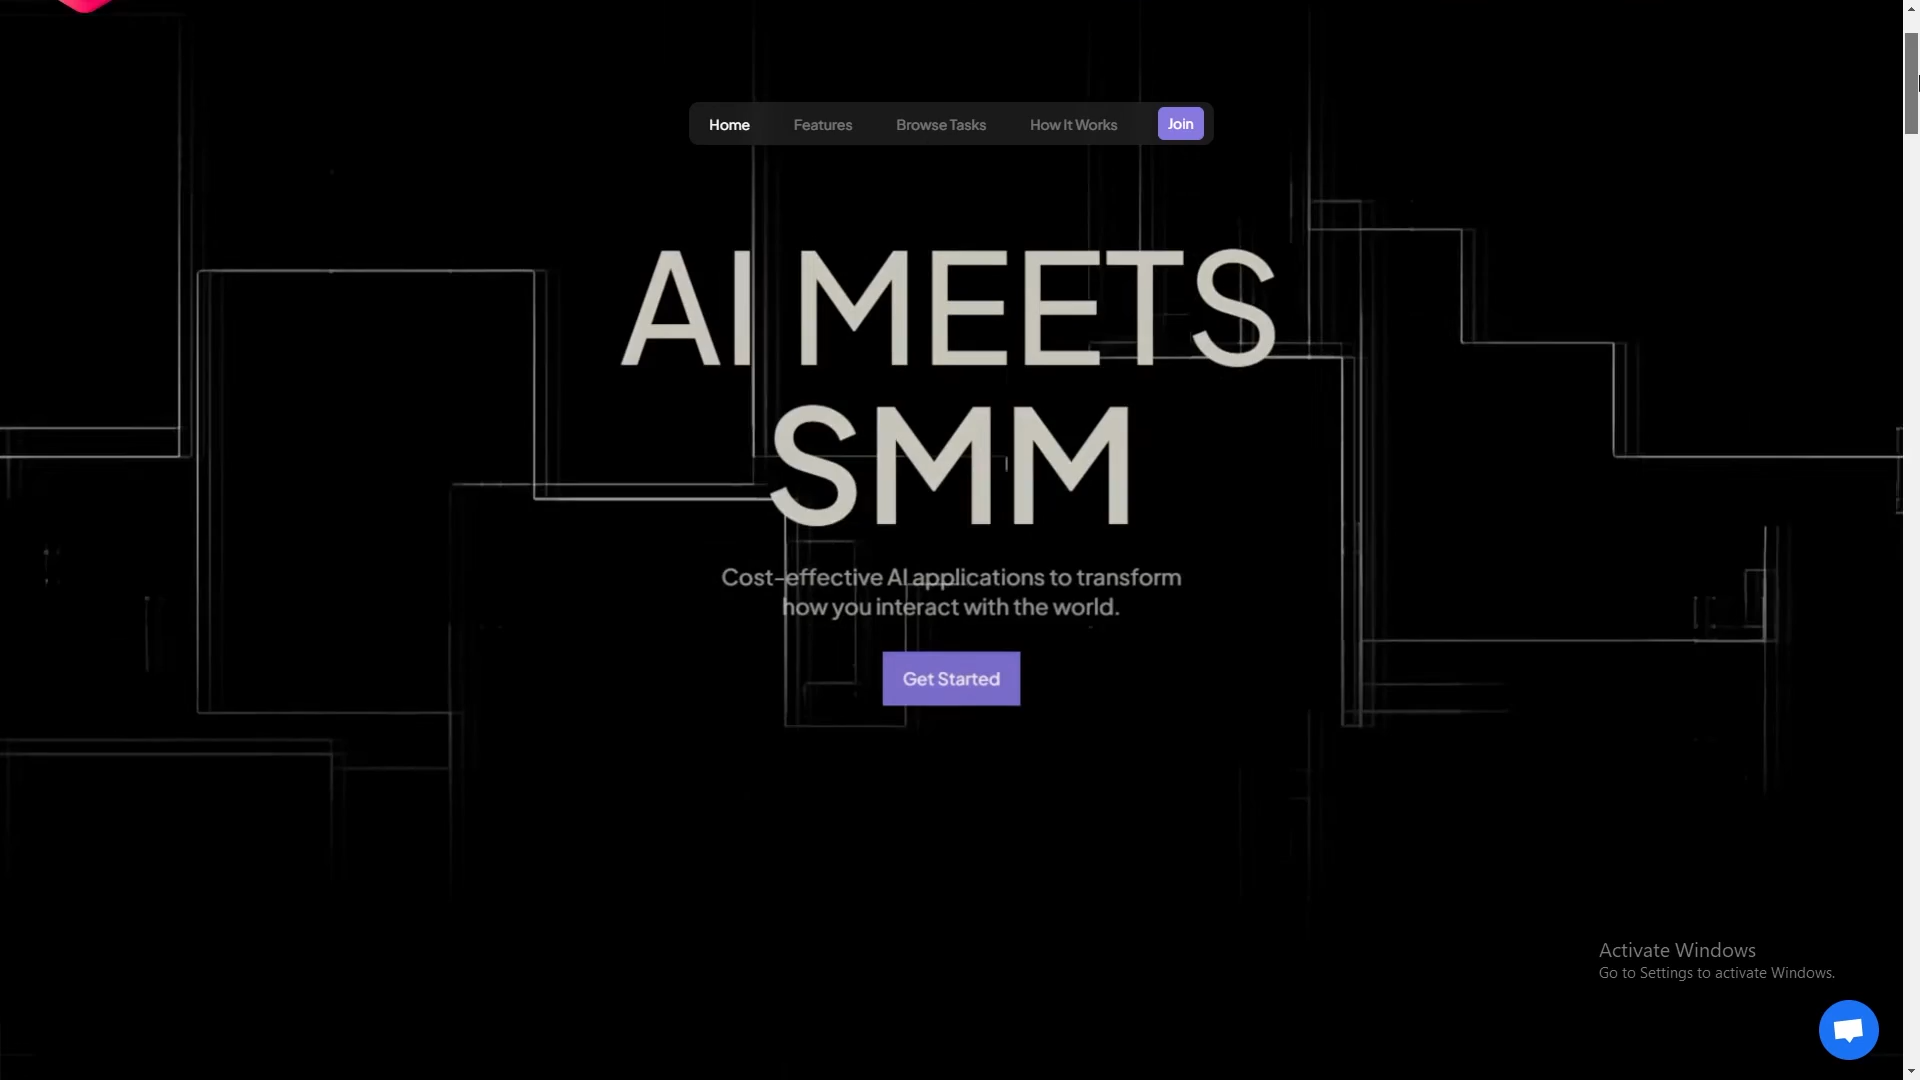 Home Features Browse Tasks How It Works Join
AI MEETS
SMM
Cost-effective AI applications to transform
how you interact with the world.
Get Started
Activate Windows
Go to Settings to activate Windows.